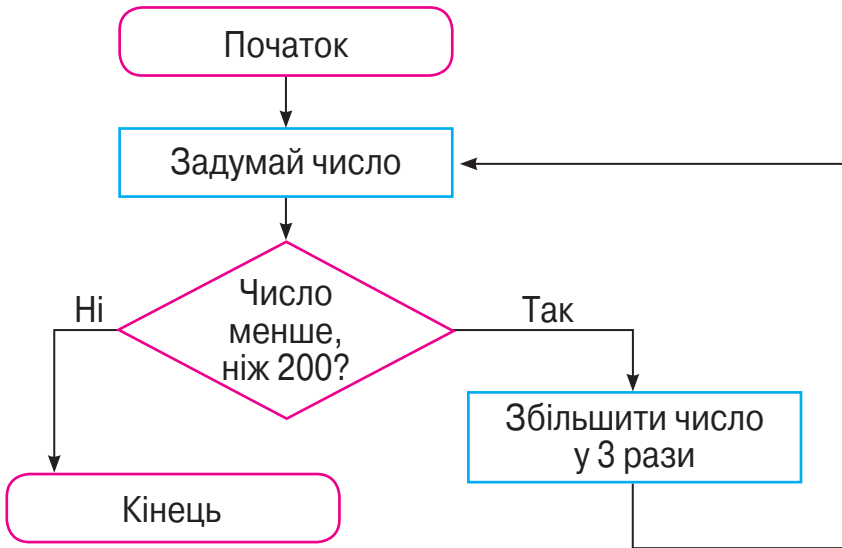 Початок
Задумай число
Число
менше,
ніж 200?
Ні
Так
Збільшити число
у 3 рази
Кінець